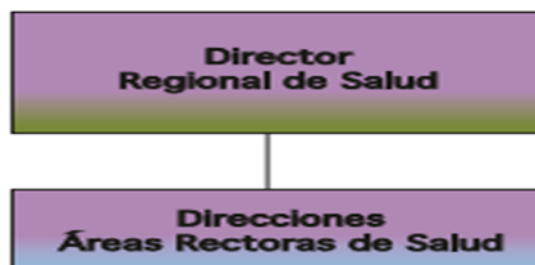 Director
Regional de Salud
Direcciones
Áreas Rectoras de Salud